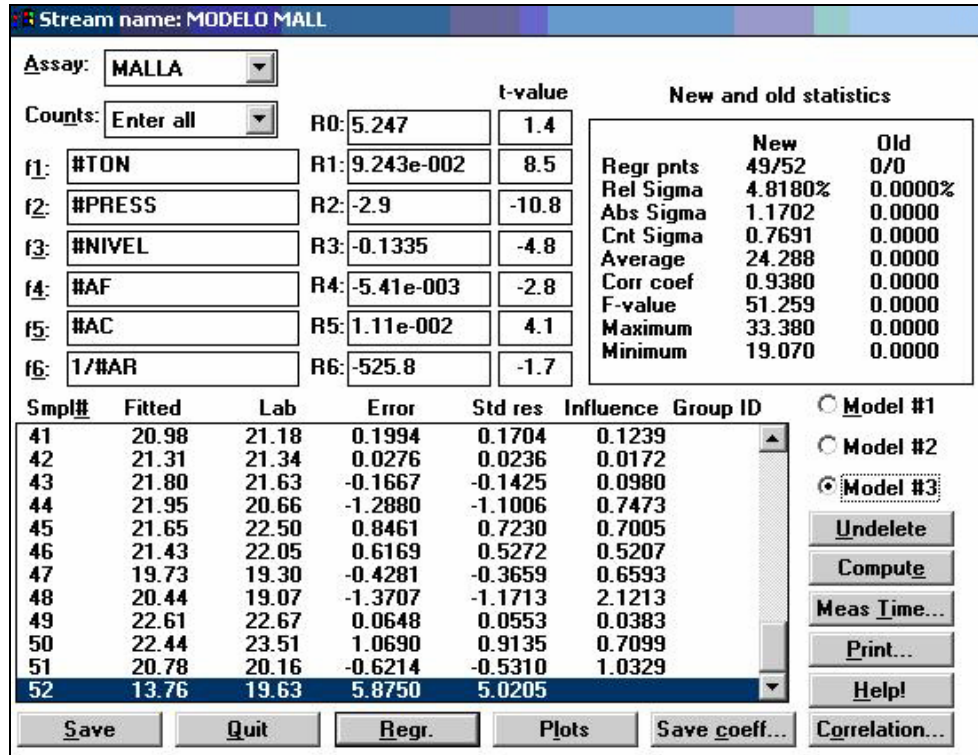 Stream name: MODELO MALL
Assay: MALLA
t-value
New and old statistics
Counts: Enter all
R0: 5.247 1.4
New Old
f1: #TON R1: 9.243e-002 8.5
Regr pnts 49/52 0/0
Rel Sigma 4.8180% 0.0000%
f2: #PRESS R2: -2.9 -10.8
Abs Sigma 1.1702 0.0000
Cnt Sigma 0.7691 0.0000
f3: #NIVEL R3: -0.1335 -4.8
Average 24.288 0.0000
Corr coef 0.9380 0.0000
f4: #AF R4: -5.41e-003 -2.8
F-value 51.259 0.0000
f5: #AC R5: 1.11e-002 4.1
Maximum 33.380 0.0000
Minimum 19.070 0.0000
f6: 1/#AR R6: -525.8 -1.7
Smpl# Fitted Lab Error Std res Influence Group ID
41 20.98 21.18 0.1994 0.1704 0.1239
42 21.31 21.34 0.0276 0.0236 0.0172
43 21.80 21.63 -0.1667 -0.1425 0.0980
44 21.95 20.66 -1.2880 -1.1006 0.7473
45 21.65 22.50 0.8461 0.7230 0.7005
46 21.43 22.05 0.6169 0.5272 0.5207
47 19.73 19.30 -0.4281 -0.3659 0.6593
48 20.44 19.07 -1.3707 -1.1713 2.1213
49 22.61 22.67 0.0648 0.0553 0.0383
50 22.44 23.51 1.0690 0.9135 0.7099
51 20.78 20.16 -0.6214 -0.5310 1.0329
52 13.76 19.63 5.8750 5.0205
Model #1
Model #2
Model #3
Undelete
Compute
Meas Time...
Print...
Help!
Save Quit Regr. Plots Save coeff... Correlation...